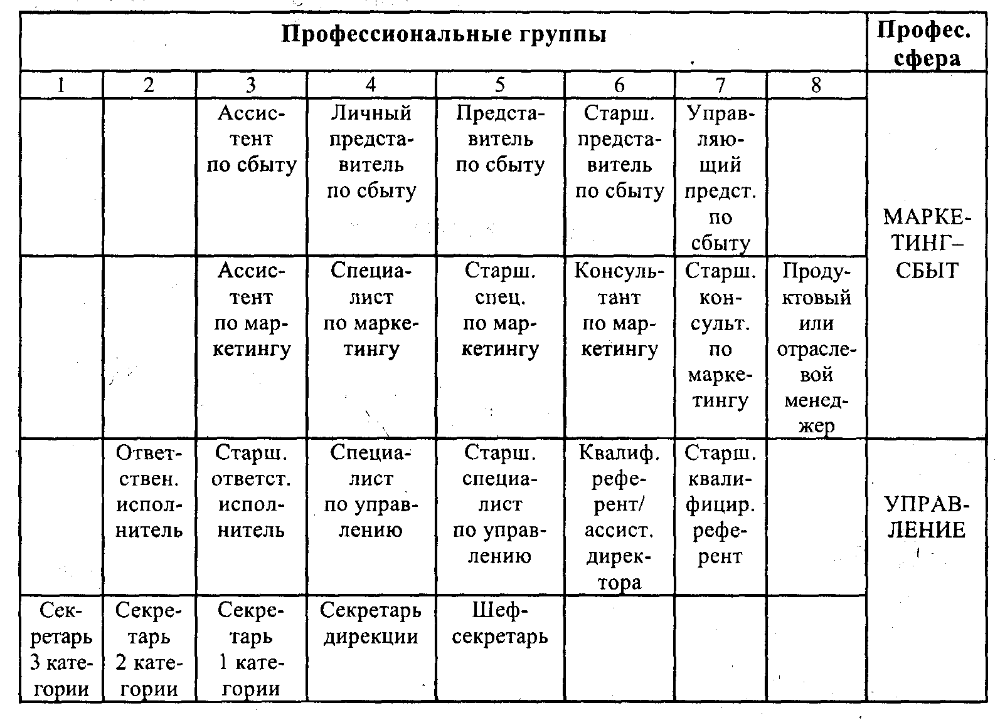 Профессиональные группы
Профес.
сфера
1
2
3
4
5
6
7
8
Ассис-
тент
по сбыту
Личный
предста-
витель
по сбыту
Предста-
витель
по сбыту
Старш.
предста-
витель
по сбыту
Управ-
ляю-
щий
предст.
по
сбыту
МАРКЕ-
ТИНГ–
СБЫТ
Ассис-
тент
по мар-
кетингу
Специа-
лист
по марке-
тингу
Старш.
спец.
по мар-
кетингу
Консуль-
тант
по мар-
кетингу
Старш.
кон-
сульт.
по
марке-
тингу
Проду-
ктовый
или
отрасле-
вой
менед-
жер
Ответ-
ствен.
испол-
нитель
Старш.
ответст.
испол-
нитель
Специа-
лист
по управ-
лению
Старш.
специа-
лист
по управ-
лению
Квалиф.
рефе-
рент/
ассист.
дирек-
тора
Старш.
квали-
фицир.
рефе-
рент
УПРАВ-
ЛЕНИЕ
Сек-
ретарь
3 кате-
гории
Секре-
тарь
2 кате-
гории
Секре-
тарь
1 кате-
гории
Секретарь
дирекции
Шеф-
секретарь